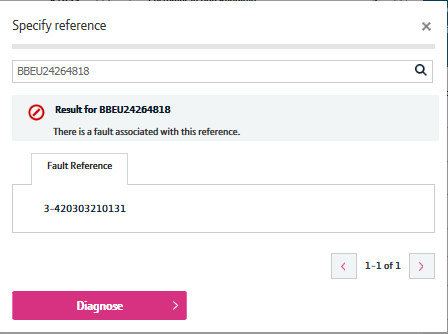 Specify reference
BBEU24264818
Result for BBEU24264818
There is a fault associated with this reference.
Fault Reference
3-420303210131
1-1 of 1
Diagnose